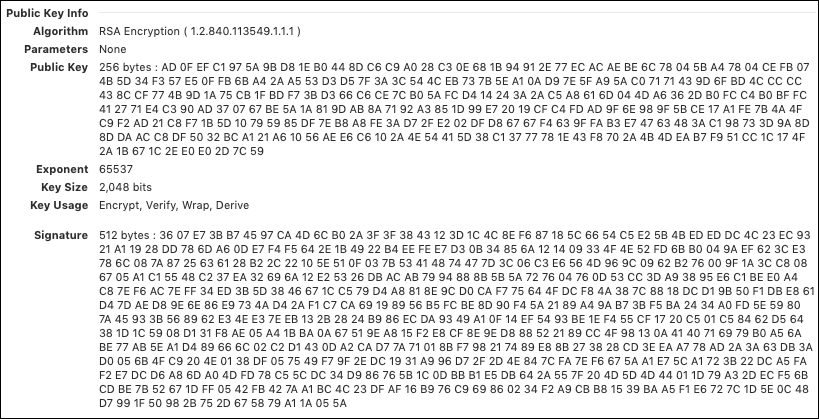 Public Key Info
Algorithm RSA Encryption ( 1.2.840.113549.1.1.1 )
Parameters None
Public Key 256 bytes : AD 0F EF C1 97 5A 9B D8 1E B0 44 8D C6 C9 A0 28 C3 0E 68 1B 94 91 2E 77 EC AC AE BE 6C 78 04 5B A4 78 04 CE FB 07
4B 5D 34 F3 57 E5 0F FB 6B A4 2A A5 53 D3 D5 7F 3A 3C 54 4C EB 73 7B 5E A1 0A D9 7E 5F A9 5A C0 71 71 43 9D 6F BD 4C CC CC
43 8C CF 77 4B 9D 1A 75 CB 1F BD F7 3B D3 66 C6 CE 7C B0 5A FC D4 14 24 3A 2A C5 A8 61 6D 04 4D A6 36 2D B0 FC C4 B0 BF FC
41 27 71 E4 C3 90 AD 37 07 67 BE 5A 1A 81 9D AB 8A 71 92 A3 85 1D 99 E7 20 19 CF C4 FD AD 9F 6E 98 9F 5B CE 17 A1 FE 7B 4A 4F
C9 F2 AD 21 C8 F7 1B 5D 10 79 59 85 DF 7E B8 A8 FE 3A D7 2F E2 02 DF D8 67 67 F4 63 9F FA B3 E7 47 63 48 3A C1 98 73 3D 9A 8D
8D DA AC C8 DF 50 32 BC A1 21 A6 10 56 AE E6 C6 10 2A 4E 54 41 5D 38 C1 37 77 78 1E 43 F8 70 2A 4B 4D EA B7 F9 51 CC 1C 17 4F
2A 1B 67 1C 2E E0 E0 2D 7C 59
Exponent 65537
Key Size 2,048 bits
Key Usage Encrypt, Verify, Wrap, Derive
Signature 512 bytes : 36 07 E7 3B B7 45 97 CA 4D 6C B0 2A 3F 3F 38 43 12 3D 1C 4C 8E F6 87 18 5C 66 54 C5 E2 5B 4B ED ED DC 4C 23 EC 93
21 A1 19 28 DD 78 6D A6 0D E7 F4 F5 64 2E 1B 49 22 B4 EE FE E7 D3 0B 34 85 6A 12 14 09 33 4F 4E 52 FD 6B B0 04 9A EF 62 3C E3
78 6C 08 7A 87 25 63 61 28 B2 2C 22 10 5E 51 0F 03 7B 53 41 48 74 47 7D 3C 06 C3 E6 56 4D 96 9C 09 62 B2 76 00 9F 1A 3C C8 08
67 05 A1 C1 55 48 C2 37 EA 32 69 6A 12 E2 53 26 DB AC AB 79 94 88 8B 5B 5A 72 76 04 76 0D 53 CC 3D A9 38 95 E6 C1 BE E0 A4
C8 7E F6 AC 7E FF 34 ED 3B 5D 38 46 67 1C C5 79 D4 A8 81 8E 9C D0 CA F7 75 64 4F DC F8 4A 38 7C 88 18 DC D1 9B 50 F1 DB E8 61
D4 7D AE D8 9E 6E 86 E9 73 4A D4 2A F1 C7 CA 69 19 89 56 B5 FC BE 8D 90 F4 5A 21 89 A4 9A B7 3B F5 BA 24 34 A0 FD 5E 59 80
7A 45 93 3B 56 89 62 E3 4E E3 7E EB 13 2B 28 24 B9 86 EC DA 93 49 A1 0F 14 EF 54 93 BE 1E F4 55 CF 17 20 C5 01 C5 84 62 D5 64
38 1D 1C 59 08 D1 31 F8 AE 05 A4 1B BA 0A 67 51 9E A8 15 F2 E8 CF 8E 9E D8 88 52 21 89 CC 4F 98 13 0A 41 40 71 69 79 B0 A5 6A
BE 77 AB 5E A1 D4 89 66 6C 02 C2 D1 43 0D A2 CA D7 7A 71 01 8B F7 98 21 74 89 E8 8B 27 38 28 CD 3E EA A7 78 AD 2A 3A 63 DB 3A
D0 05 6B 4F C9 20 4E 01 38 DF 05 75 49 F7 9F 2E DC 19 31 A9 96 D7 2F 2D 4E 84 7C FA 7E F6 67 5A A1 E7 5C A1 72 3B 22 DC A5 FA
F2 E7 DC D6 A8 6D A0 4D FD 78 C5 5C DC 34 D9 86 76 5B 1C 0D BB B1 E5 DB 64 2A 55 7F 20 4D 5D 4D 44 01 1D 79 A3 2D EC F5 6B
CD BE 7B 52 67 1D FF 05 42 FB 42 7A A1 BC 4C 23 DF AF 16 B9 76 C9 69 86 02 34 F2 A9 CB B8 15 39 BA A5 F1 E6 72 7C 1D 5E 0C 48
D7 99 1F 50 98 2B 75 2D 67 58 79 A1 1A 05 5A